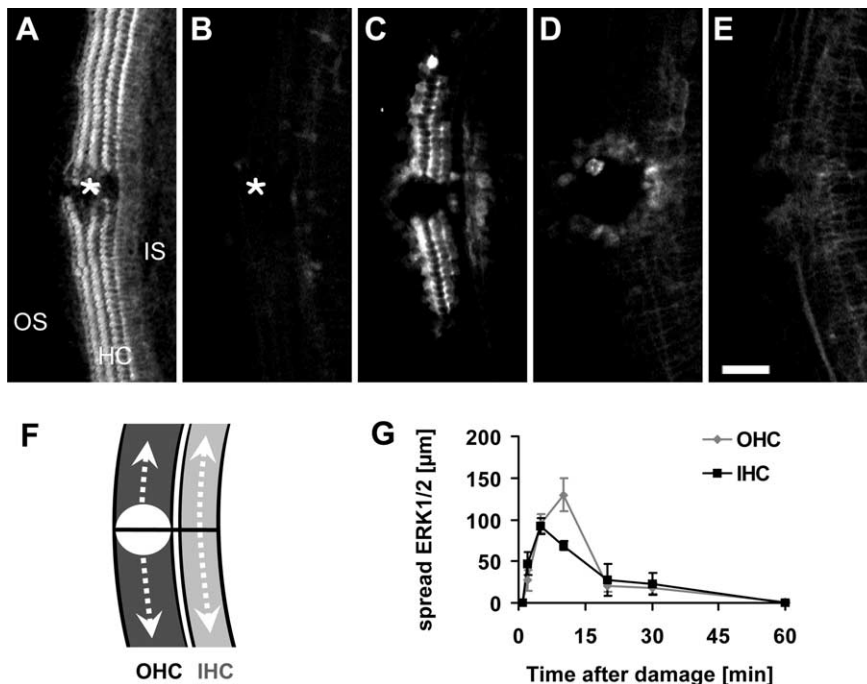 A
B
C
D
E
*
*
IS
OS
HC
F
OHC IHC
G
OHC
IHC
spread ERK1/2 [µm]
200
150
100
50
0
0 15 30 45 60
Time after damage [min]